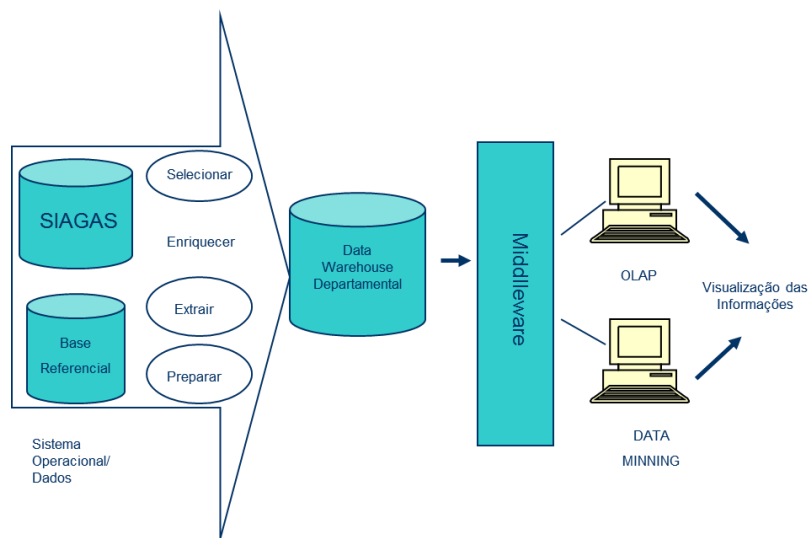 SIAGAS
Base
Referencial
Selecionar
Enriquecer
Extrair
Preparar
Sistema
Operacional/
Dados
Data
Warehouse
Departamental
Middlleware
OLAP
DATA
MINNING
Visualização das
Informações